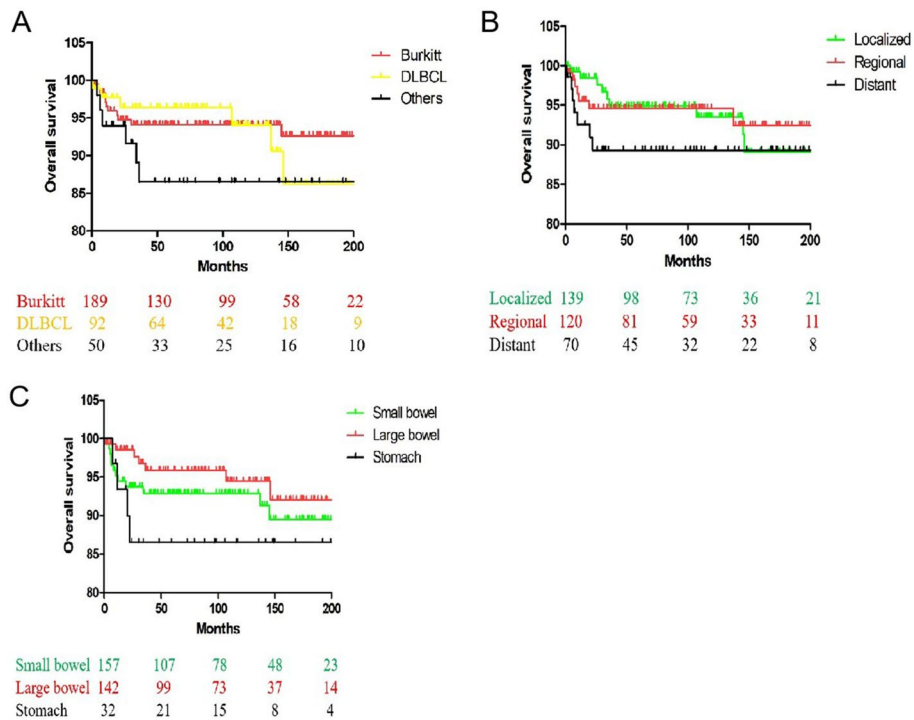 A
105
100
95
90
85
80
Overall survival
0 50 100 150 200
Months
Burkitt
DLBCL
Others
Burkitt 189 130 99 58 22
DLBCL 92 64 42 18 9
Others 50 33 25 16 10
B
105
100
95
90
85
80
Overall survival
0 50 100 150 200
Months
Localized
Regional
Distant
Localized 139 98 73 36 21
Regional 120 81 59 33 11
Distant 70 45 32 22 8
C
105
100
95
90
85
80
Overall survival
0 50 100 150 200
Months
Small bowel
Large bowel
Stomach
Small bowel 157 107 78 48 23
Large bowel 142 99 73 37 14
Stomach 32 21 15 8 4